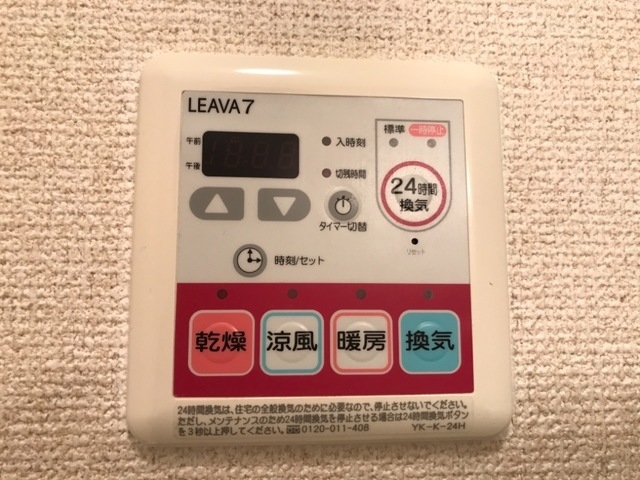 LEAVA7
午前
午後
入時刻
切残時間
タイマー切替
標準 一時停止
24時間
換気
リセット
時刻/セット
乾燥 涼風 暖房 換気
24時間換気は、住宅の全般換気のために必要なので、停止させないでください。
ただし、メンテナンスのため24時間換気を停止させる場合は24時間換気ボタン
を3秒以上押してください。 0120-011-408 YK-K-24H